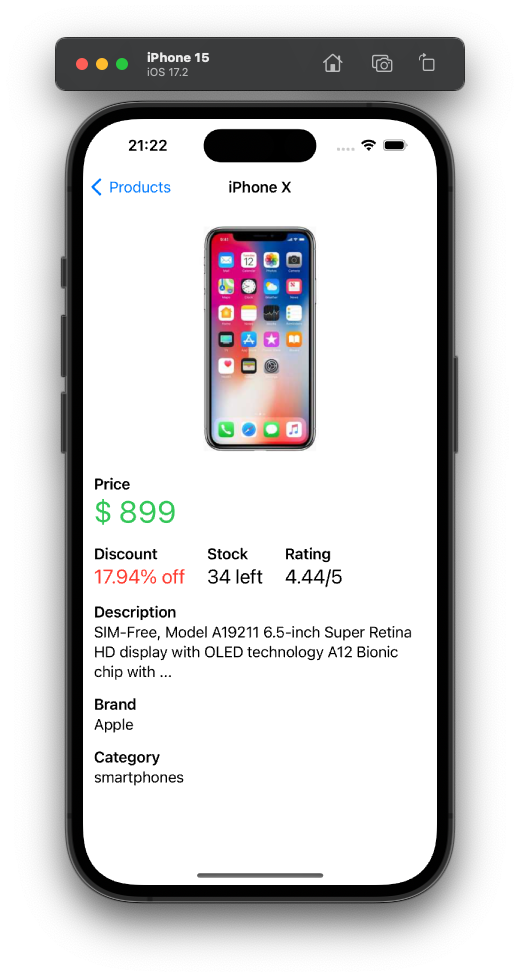 iPhone 15
iOS 17.2
21:22
Products
iPhone X
12
Price
$ 899
Discount Stock Rating
17.94% off 34 left 4.44/5
Description
SIM-Free, Model A19211 6.5-inch Super Retina
HD display with OLED technology A12 Bionic
chip with ...
Brand
Apple
Category
smartphones